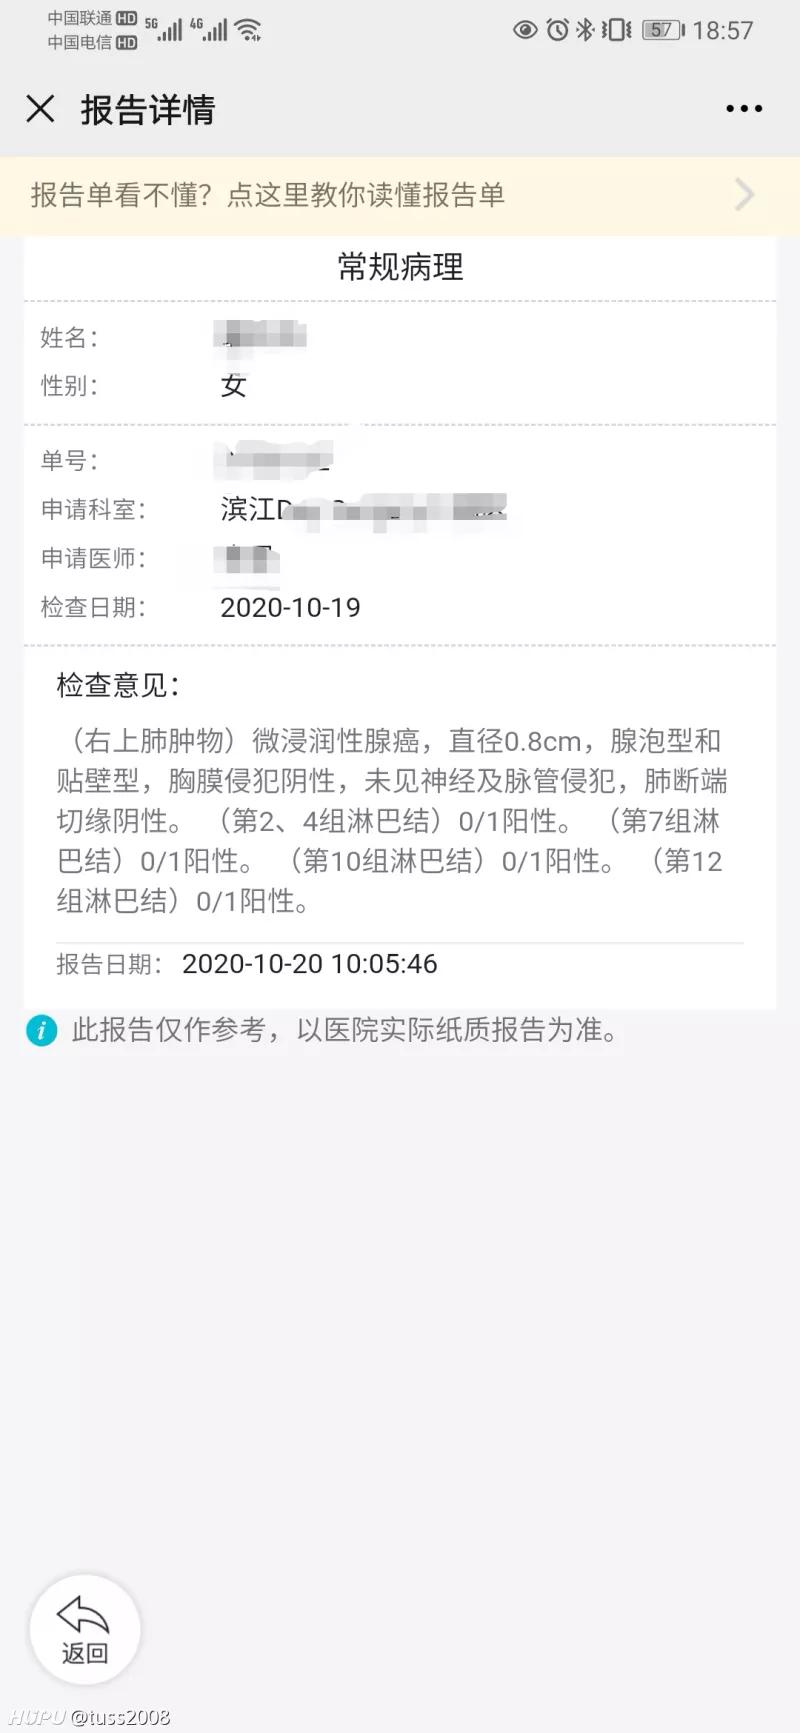 中国联通 HD 5G 4G
中国电信 HD
57 18:57
报告详情
报告单看不懂？点这里教你读懂报告单
常规病理
姓名：
性别： 女
单号：
申请科室： 滨江
申请医师：
检查日期： 2020-10-19
检查意见：
（右上肺肿物）微浸润性腺癌，直径0.8cm，腺泡型和
贴壁型，胸膜侵犯阴性，未见神经及脉管侵犯，肺断端
切缘阴性。（第2、4组淋巴结）0/1阳性。（第7组淋
巴结）0/1阳性。（第10组淋巴结）0/1阳性。（第12
组淋巴结）0/1阳性。
报告日期： 2020-10-20 10:05:46
i 此报告仅作参考，以医院实际纸质报告为准。
返回
HUPU @tuss2008